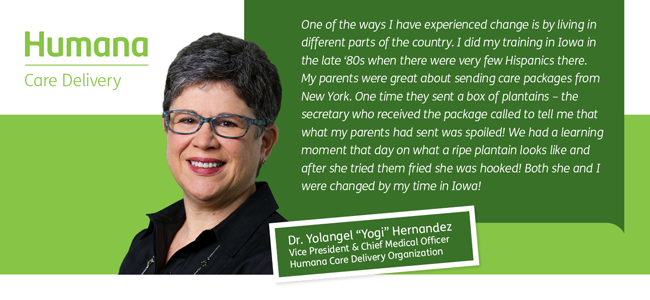 Humana
Care Delivery
One of the ways I have experienced change is by living in
different parts of the country. I did my training in Iowa in
the late ‘80s when there were very few Hispanics there.
My parents were great about sending care packages from
New York. One time they sent a box of plantains – the
secretary who received the package called to tell me that
what my parents had sent was spoiled! We had a learning
moment that day on what a ripe plantain looks like and
after she tried them fried she was hooked! Both she and I
were changed by my time in Iowa!
Dr. Yolangel “Yogi” Hernandez
Vice President & Chief Medical Officer
Humana Care Delivery Organization